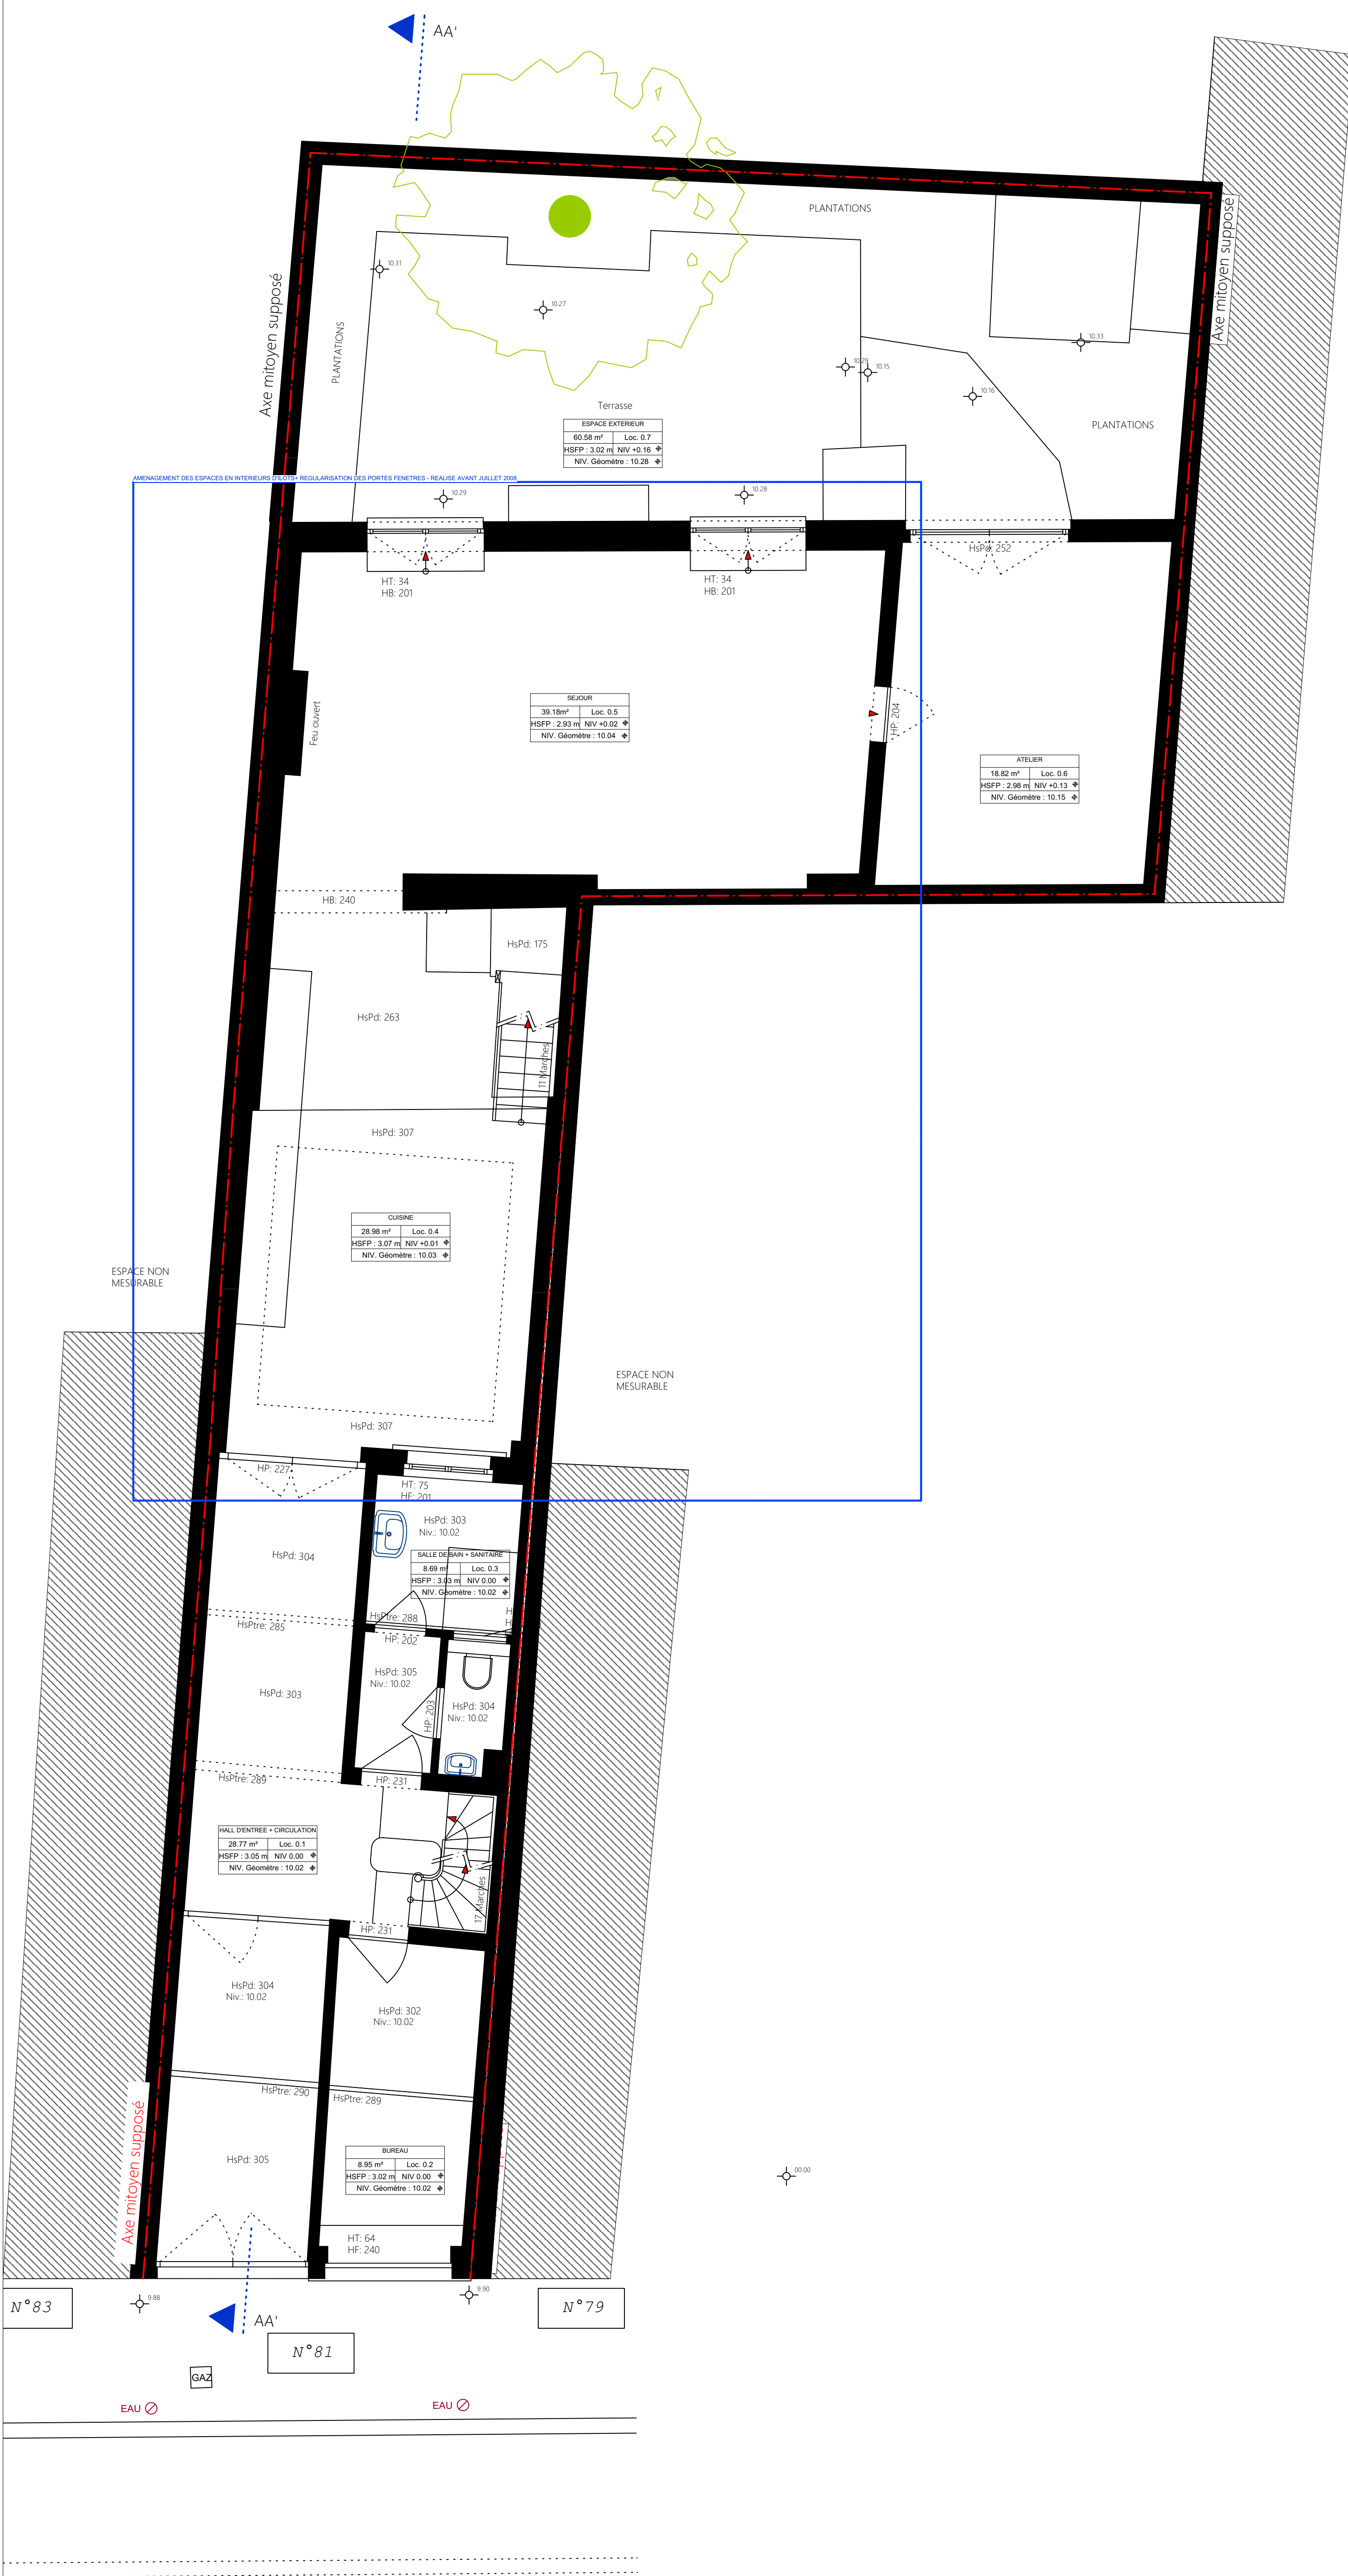 AA'
PLANTATIONS
Axe mitoyen supposé
Axe mitoyen supposé
10.31
10.27
PLANTATIONS
10.33
10.29
10.15
10.16
Terrasse
PLANTATIONS
ESPACE EXTERIEUR
60.58 m² Loc. 0.7
HSFP : 3.02 m NIV +0.16
NIV. Géomètre : 10.28
AMENAGEMENT DES ESPACES EN INTERIEURS D'ILOTS+ REGULARISATION DES PORTES FENETRES - REALISE AVANT JUILLET 2008
10.29
10.28
HsPd: 252
HT: 34
HB: 201
HT: 34
HB: 201
SEJOUR
39.18m² Loc. 0.5
HSFP : 2.93 m NIV +0.02
NIV. Géomètre : 10.04
Feu ouvert
HP: 204
ATELIER
18.82 m² Loc. 0.6
HSFP : 2.98 m NIV +0.13
NIV. Géomètre : 10.15
HB: 240
HsPd: 175
HsPd: 263
11 Marches
HsPd: 307
CUISINE
28.98 m² Loc. 0.4
HSFP : 3.07 m NIV +0.01
NIV. Géomètre : 10.03
ESPACE NON
MESURABLE
ESPACE NON
MESURABLE
HsPd: 307
HP: 227
HT: 75
HF: 201
HsPd: 303
Niv.: 10.02
HsPd: 304
SALLE DE BAIN + SANITAIRE
8.69 m² Loc. 0.3
HSFP : 3.03 m NIV 0.00
NIV. Géomètre : 10.02
H
H
HsPtre: 288
HsPtre: 285
HP: 202
HsPd: 305
Niv.: 10.02
HsPd: 303
HP: 203
HsPd: 304
Niv.: 10.02
HsPtre: 289
HP: 231
HALL D'ENTREE + CIRCULATION
28.77 m² Loc. 0.1
HSFP : 3.05 m NIV 0.00
NIV. Géomètre : 10.02
17 Marches
HP: 231
HsPd: 304
Niv.: 10.02
HsPd: 302
Niv.: 10.02
HsPtre: 290
HsPtre: 289
Axe mitoyen supposé
HsPd: 305
BUREAU
8.95 m² Loc. 0.2
HSFP : 3.02 m NIV 0.00
NIV. Géomètre : 10.02
00.00
HT: 64
HF: 240
9.88
9.90
N°83
N°79
AA'
N°81
GAZ
EAU
EAU